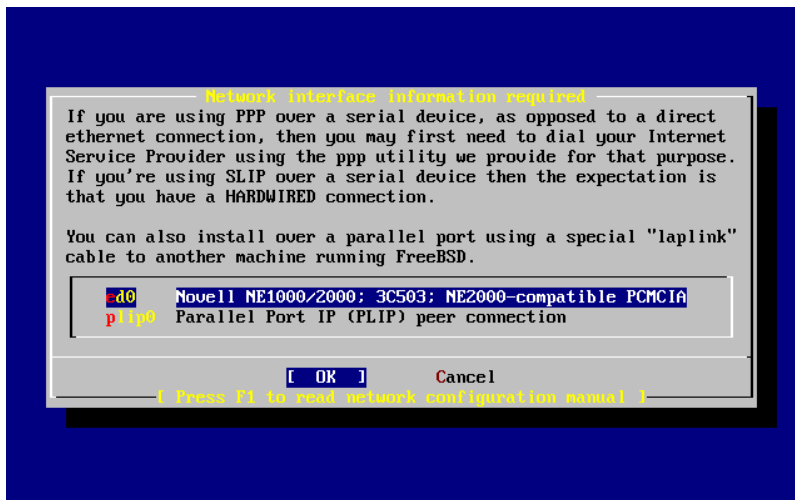 Network interface information required
If you are using PPP over a serial device, as opposed to a direct
ethernet connection, then you may first need to dial your Internet
Service Provider using the ppp utility we provide for that purpose.
If you're using SLIP over a serial device then the expectation is
that you have a HARDWIRED connection.
You can also install over a parallel port using a special "laplink"
cable to another machine running FreeBSD.
ed0 Novell NE1000/2000; 3C503; NE2000-compatible PCMCIA
plip0 Parallel Port IP (PLIP) peer connection
[ OK ] Cancel
[ Press F1 to read network configuration manual ]